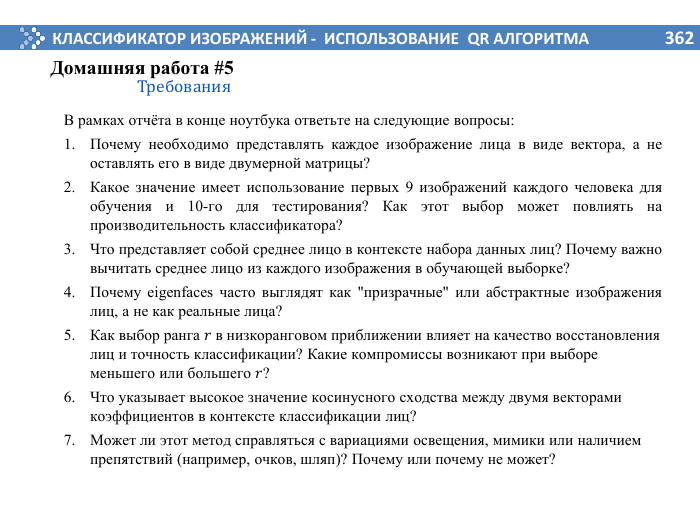 КЛАССИФИКАТОР ИЗОБРАЖЕНИЙ - ИСПОЛЬЗОВАНИЕ QR АЛГОРИТМА 362
Домашняя работа #5
Требования
В рамках отчёта в конце ноутбука ответьте на следующие вопросы:
1. Почему необходимо представлять каждое изображение лица в виде вектора, а не
оставлять его в виде двумерной матрицы?
2. Какое значение имеет использование первых 9 изображений каждого человека для
обучения и 10-го для тестирования? Как этот выбор может повлиять на
производительность классификатора?
3. Что представляет собой среднее лицо в контексте набора данных лиц? Почему важно
вычитать среднее лицо из каждого изображения в обучающей выборке?
4. Почему eigenfaces часто выглядят как "призрачные" или абстрактные изображения
лиц, а не как реальные лица?
5. Как выбор ранга r в низкоранговом приближении влияет на качество восстановления
лиц и точность классификации? Какие компромиссы возникают при выборе
меньшего или большего r?
6. Что указывает высокое значение косинусного сходства между двумя векторами
коэффициентов в контексте классификации лиц?
7. Может ли этот метод справляться с вариациями освещения, мимики или наличием
препятствий (например, очков, шляп)? Почему или почему не может?